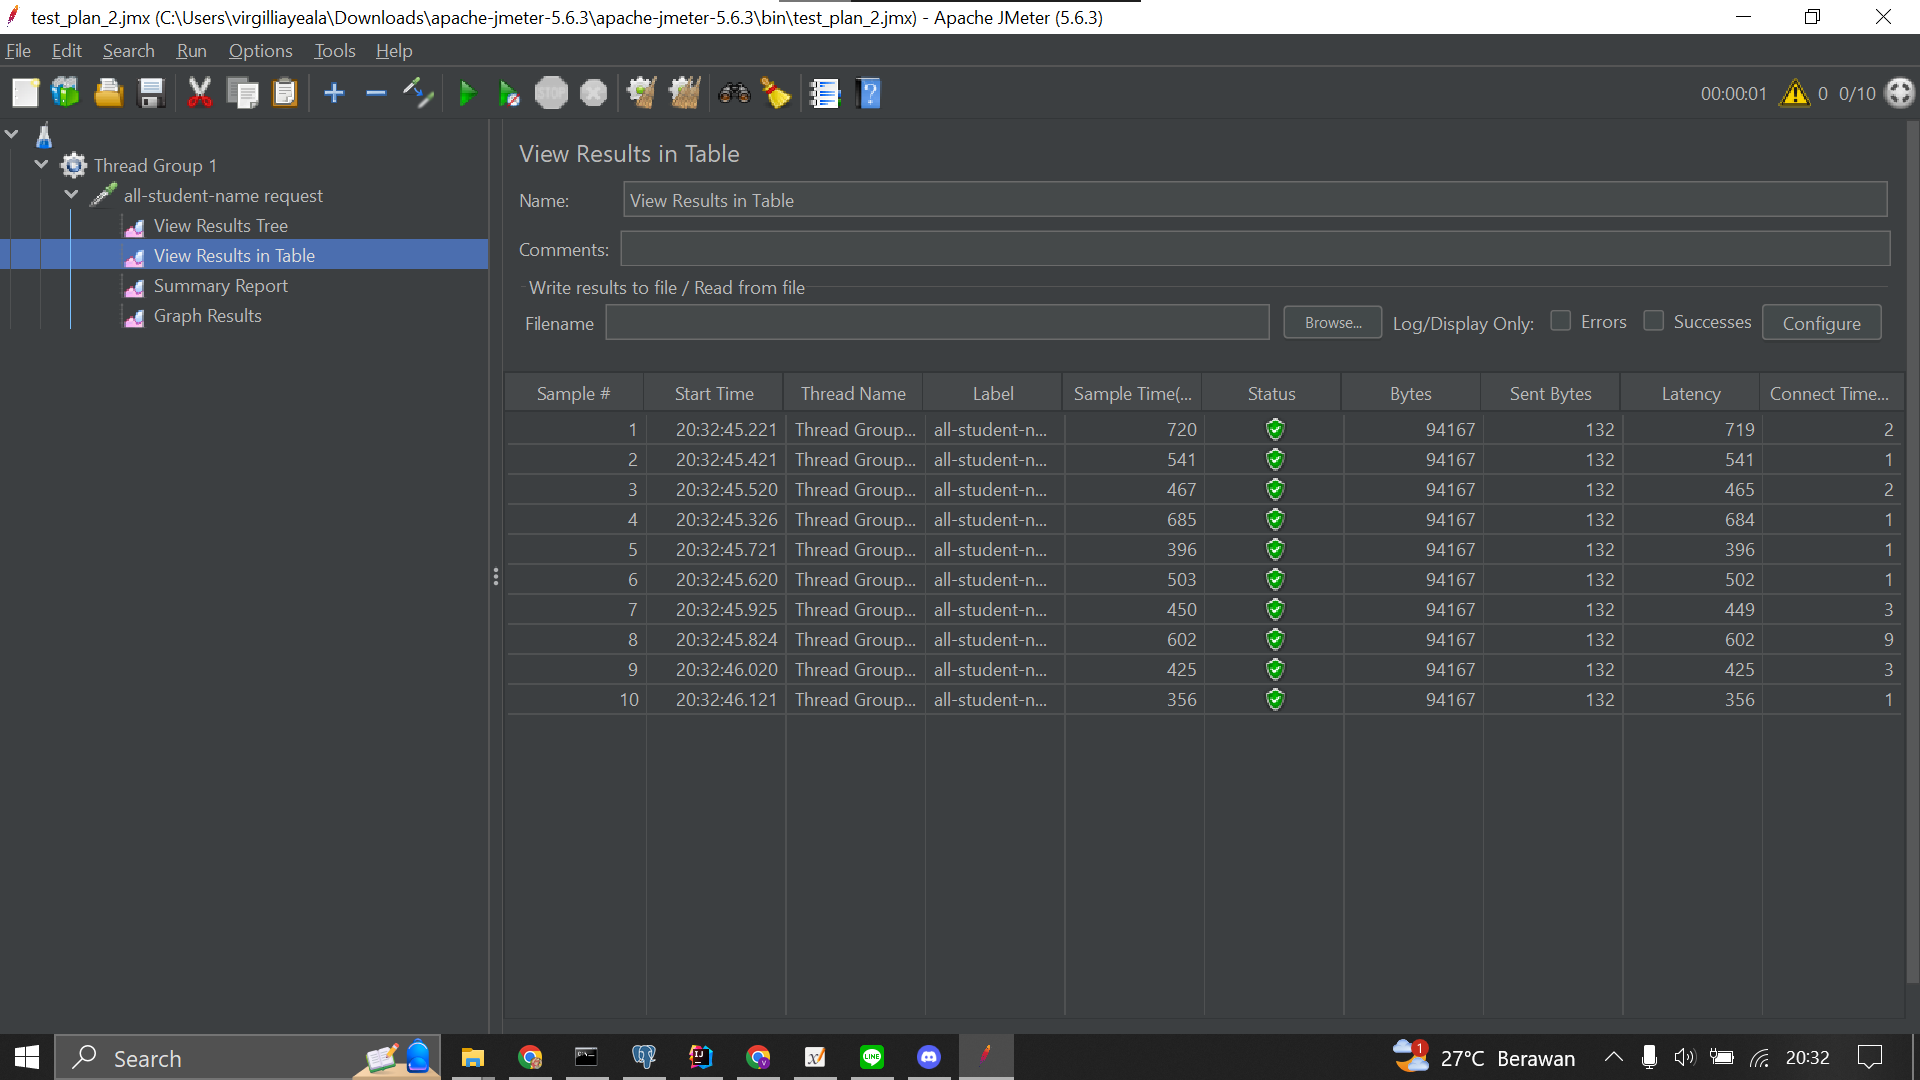 test_plan_2.jmx (C:\Users\virgilliayeala\Downloads\apache-jmeter-5.6.3\apache-jmeter-5.6.3\bin\test_plan_2.jmx) - Apache JMeter (5.6.3)
File Edit Search Run Options Tools Help
STOP 00:00:01 0 0/10
Thread Group 1
all-student-name request
View Results Tree
View Results in Table
Summary Report
Graph Results
View Results in Table
Name: View Results in Table
Comments:
Write results to file / Read from file
Filename Browse... Log/Display Only: Errors Successes Configure
Sample # Start Time Thread Name Label Sample Time(... Status Bytes Sent Bytes Latency Connect Time...
1 20:32:45.221 Thread Group... all-student-n... 720 94167 132 719 2
2 20:32:45.421 Thread Group... all-student-n... 541 94167 132 541 1
3 20:32:45.520 Thread Group... all-student-n... 467 94167 132 465 2
4 20:32:45.326 Thread Group... all-student-n... 685 94167 132 684 1
5 20:32:45.721 Thread Group... all-student-n... 396 94167 132 396 1
6 20:32:45.620 Thread Group... all-student-n... 503 94167 132 502 1
7 20:32:45.925 Thread Group... all-student-n... 450 94167 132 449 3
8 20:32:45.824 Thread Group... all-student-n... 602 94167 132 602 9
9 20:32:46.020 Thread Group... all-student-n... 425 94167 132 425 3
10 20:32:46.121 Thread Group... all-student-n... 356 94167 132 356 1
Search LINE 1 27°C Berawan 20:32